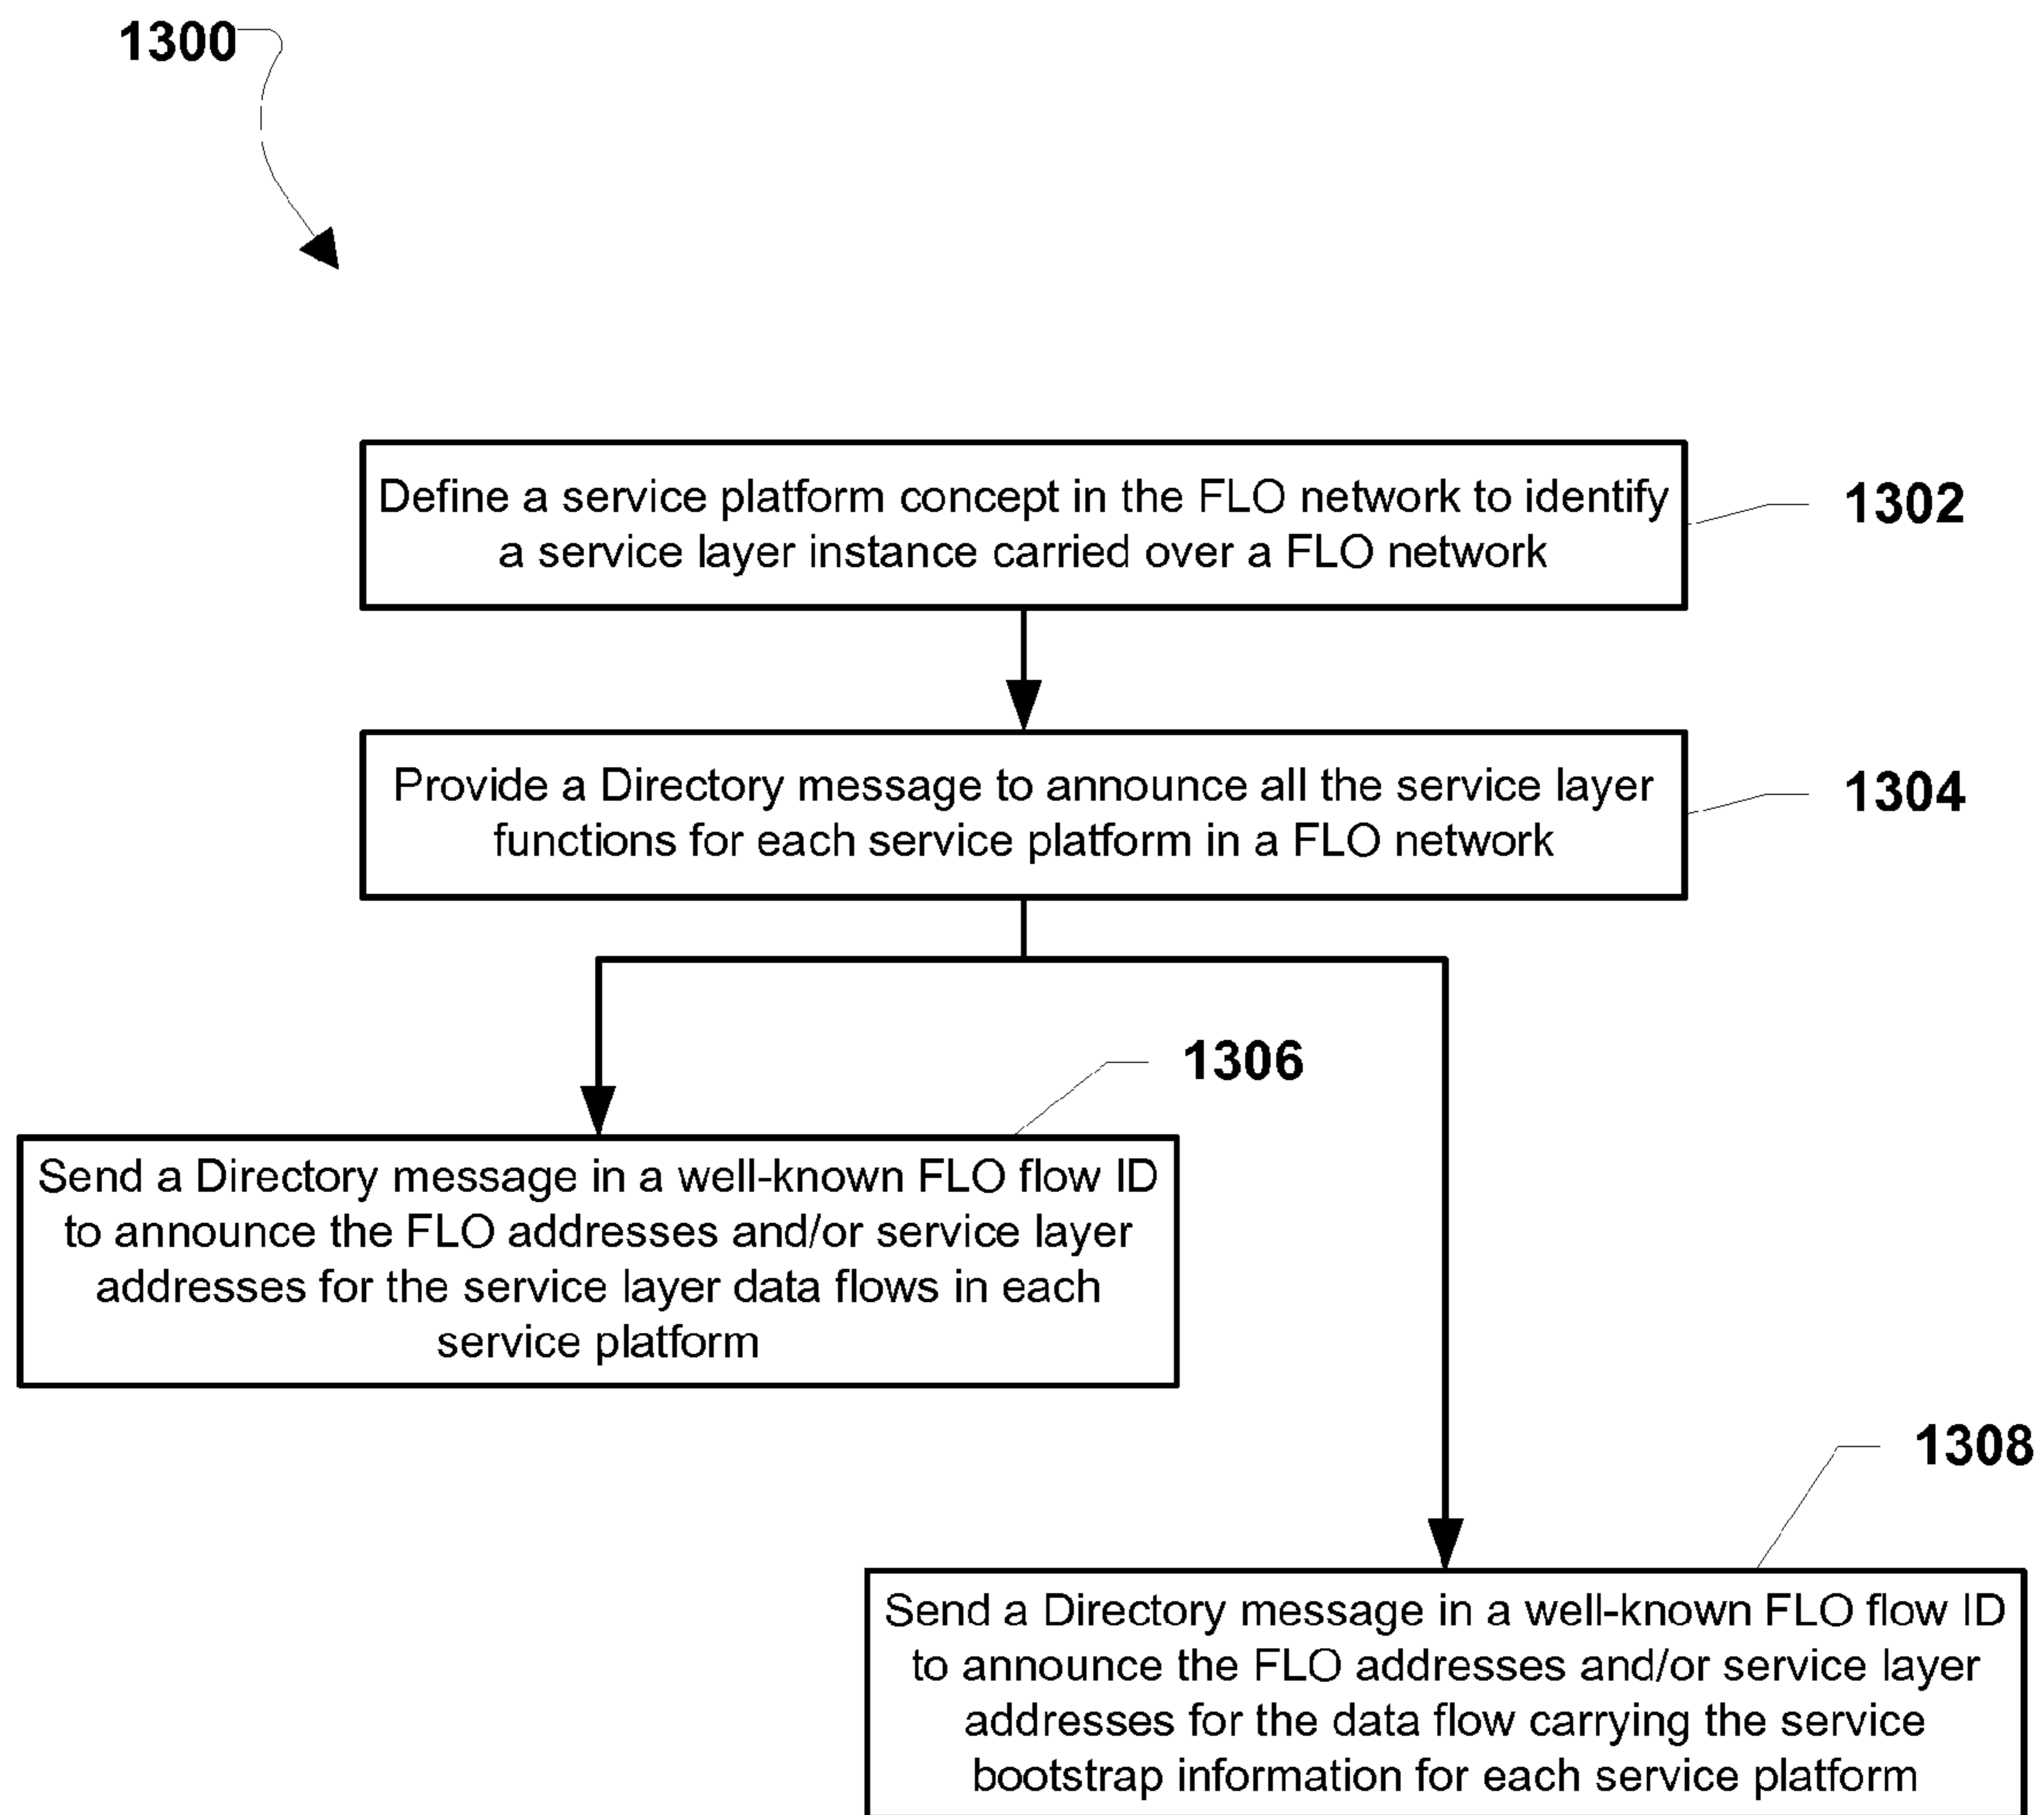 1300
Define a service platform concept in the FLO network to identify
a service layer instance carried over a FLO network
1302
Provide a Directory message to announce all the service layer
functions for each service platform in a FLO network
1304
1306
Send a Directory message in a well-known FLO flow ID
to announce the FLO addresses and/or service layer
addresses for the service layer data flows in each
service platform
1308
Send a Directory message in a well-known FLO flow ID
to announce the FLO addresses and/or service layer
addresses for the data flow carrying the service
bootstrap information for each service platform